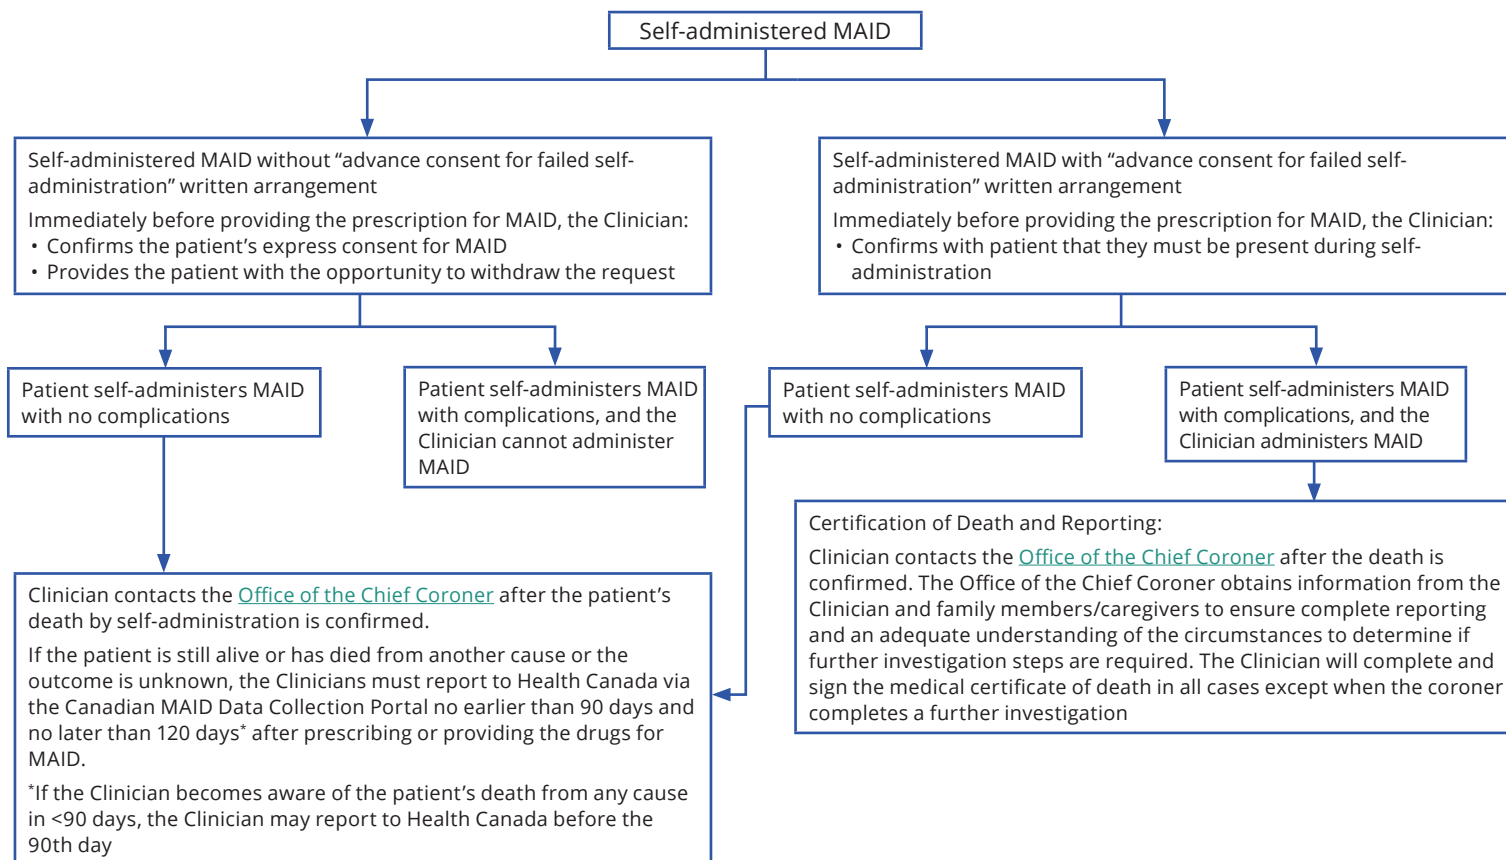 Self-administered MAID
Self-administered MAID without “advance consent for failed self-
administration” written arrangement
Immediately before providing the prescription for MAID, the Clinician:
• Confirms the patient’s express consent for MAID
• Provides the patient with the opportunity to withdraw the request
Self-administered MAID with “advance consent for failed self-
administration” written arrangement
Immediately before providing the prescription for MAID, the Clinician:
• Confirms with patient that they must be present during self-
administration
Patient self-administers MAID
with no complications
Patient self-administers MAID
with complications, and the
Clinician cannot administer
MAID
Patient self-administers MAID
with no complications
Patient self-administers MAID
with complications, and the
Clinician administers MAID
Clinician contacts the Office of the Chief Coroner after the patient’s
death by self-administration is confirmed.
If the patient is still alive or has died from another cause or the
outcome is unknown, the Clinicians must report to Health Canada via
the Canadian MAID Data Collection Portal no earlier than 90 days and
no later than 120 days* after prescribing or providing the drugs for
MAID.
*If the Clinician becomes aware of the patient’s death from any cause
in <90 days, the Clinician may report to Health Canada before the
90th day
Certification of Death and Reporting:
Clinician contacts the Office of the Chief Coroner after the death is
confirmed. The Office of the Chief Coroner obtains information from the
Clinician and family members/caregivers to ensure complete reporting
and an adequate understanding of the circumstances to determine if
further investigation steps are required. The Clinician will complete and
sign the medical certificate of death in all cases except when the coroner
completes a further investigation